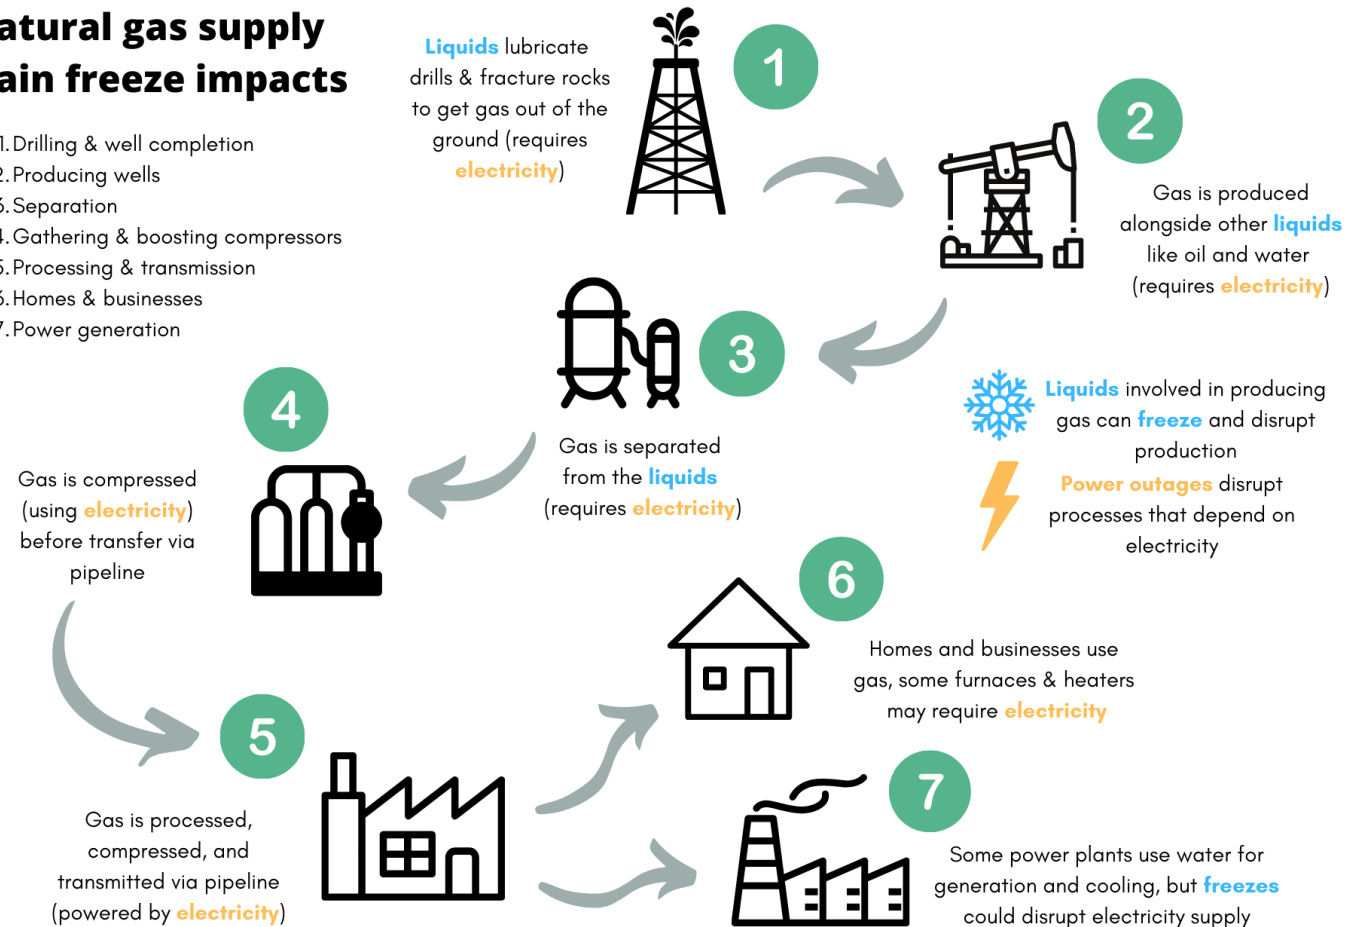 atural gas supply
ain freeze impacts
1. Drilling & well completion
2. Producing wells
3. Separation
4. Gathering & boosting compressors
5. Processing & transmission
6. Homes & businesses
7. Power generation
Liquids lubricate
drills & fracture rocks
to get gas out of the
ground (requires
electricity)
1
2
Gas is produced
alongside other liquids
like oil and water
(requires electricity)
3
Gas is separated
from the liquids
(requires electricity)
4
Gas is compressed
(using electricity)
before transfer via
pipeline
Liquids involved in producing
gas can freeze and disrupt
production
Power outages disrupt
processes that depend on
electricity
5
Gas is processed,
compressed, and
transmitted via pipeline
(powered by electricity)
6
Homes and businesses use
gas, some furnaces & heaters
may require electricity
7
Some power plants use water for
generation and cooling, but freezes
could disrupt electricity supply